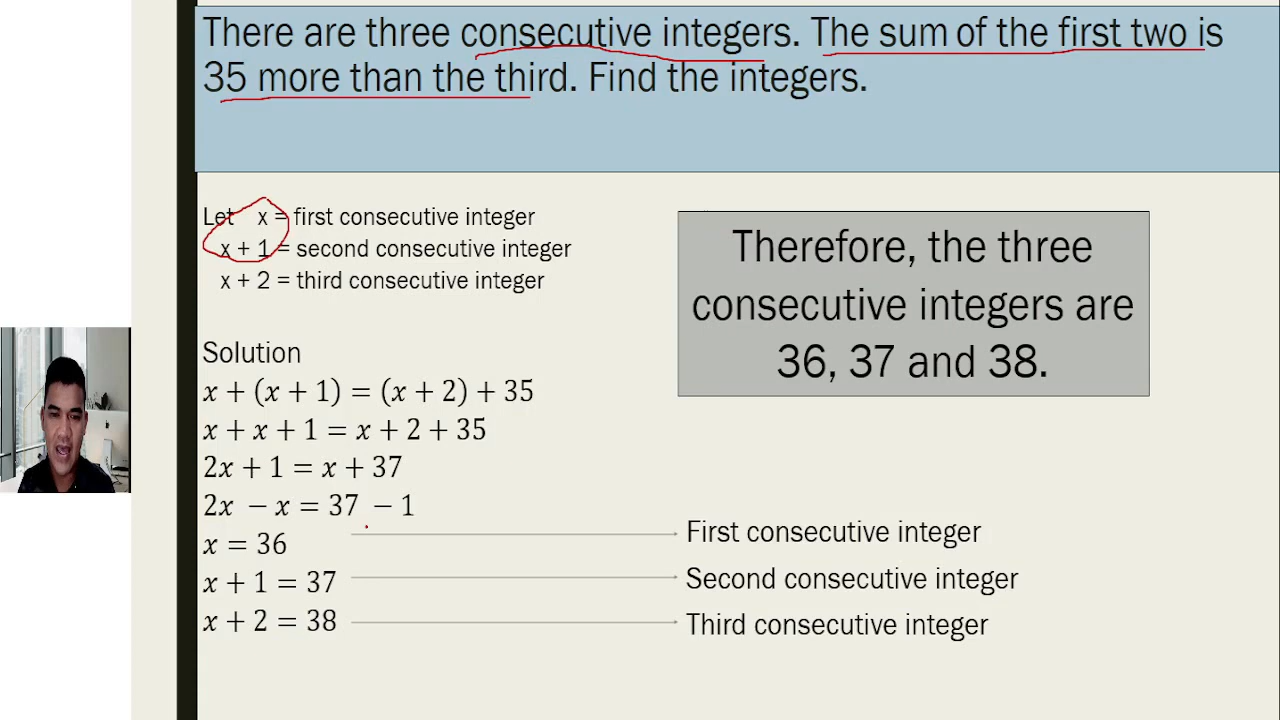 There are three consecutive integers. The sum of the first two is
35 more than the third. Find the integers.
Let x = first consecutive integer
x + 1 = second consecutive integer
x + 2 = third consecutive integer
Therefore, the three
consecutive integers are
36, 37 and 38.
Solution
x + (x + 1) = (x + 2) + 35
x + x + 1 = x + 2 + 35
2x + 1 = x + 37
2x − x = 37 − 1
x = 36
First consecutive integer
x + 1 = 37
Second consecutive integer
x + 2 = 38
Third consecutive integer